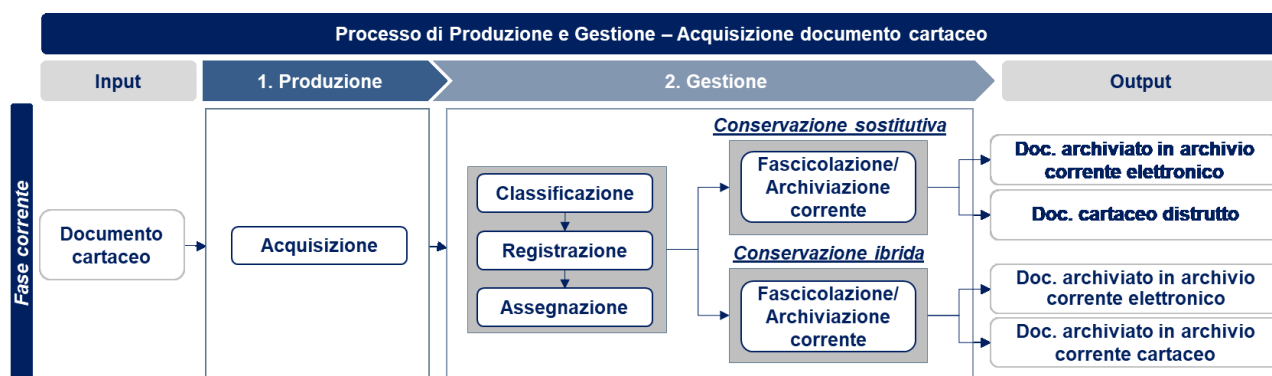 Processo di Produzione e Gestione – Acquisizione documento cartaceo
Input
1. Produzione
2. Gestione
Output
Fase corrente
Documento
cartaceo
Acquisizione
Classificazione
Registrazione
Assegnazione
Conservazione sostitutiva
Fascicolazione/
Archiviazione
corrente
Conservazione ibrida
Fascicolazione/
Archiviazione
corrente
Doc. archiviato in archivio
corrente elettronico
Doc. cartaceo distrutto
Doc. archiviato in archivio
corrente elettronico
Doc. archiviato in archivio
corrente cartaceo